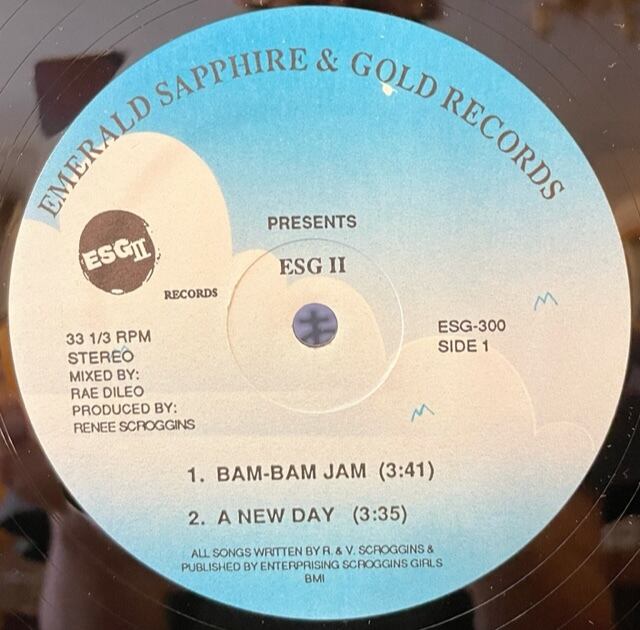 EMERALD SAPPHIRE & GOLD RECORDS
PRESENTS
ESG II
ESGII
RECORDS
33 1/3 RPM
STEREO
MIXED BY:
RAE DILEO
PRODUCED BY:
RENEE SCROGGINS
ESG-300
SIDE 1
1. BAM-BAM JAM (3:41)
2. A NEW DAY (3:35)
ALL SONGS WRITTEN BY R. & V. SCROGGINS &
PUBLISHED BY ENTERPRISING SCROGGINS GIRLS
BMI